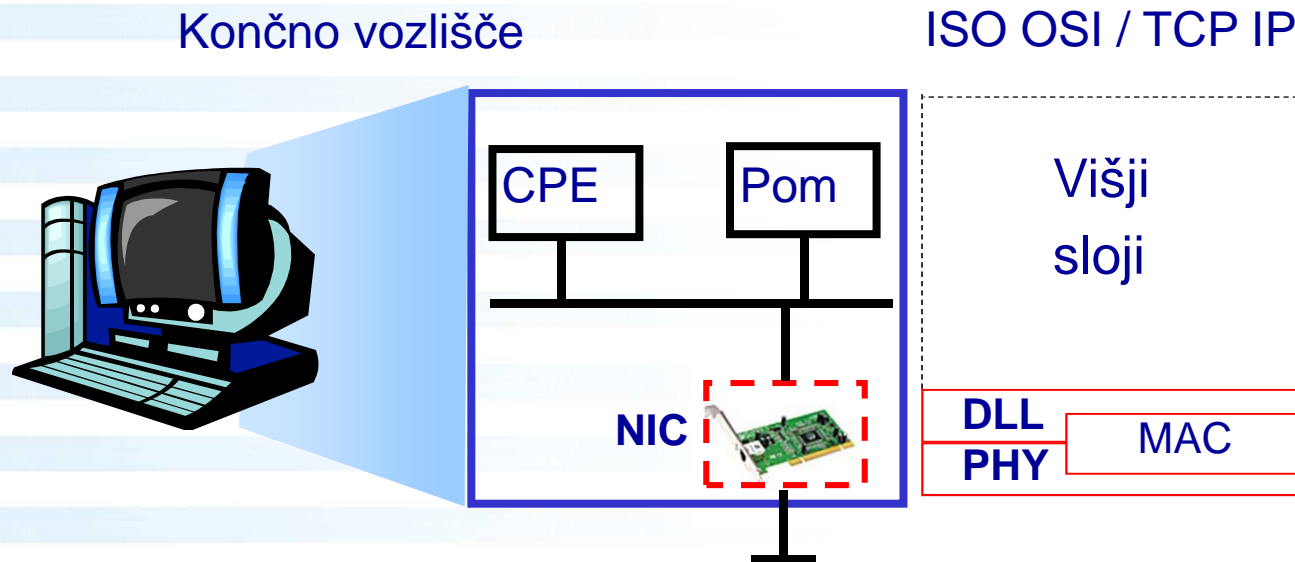 Končno vozlišče
ISO OSI / TCP IP
CPE
Pom
Višji
sloji
NIC
DLL
MAC
PHY